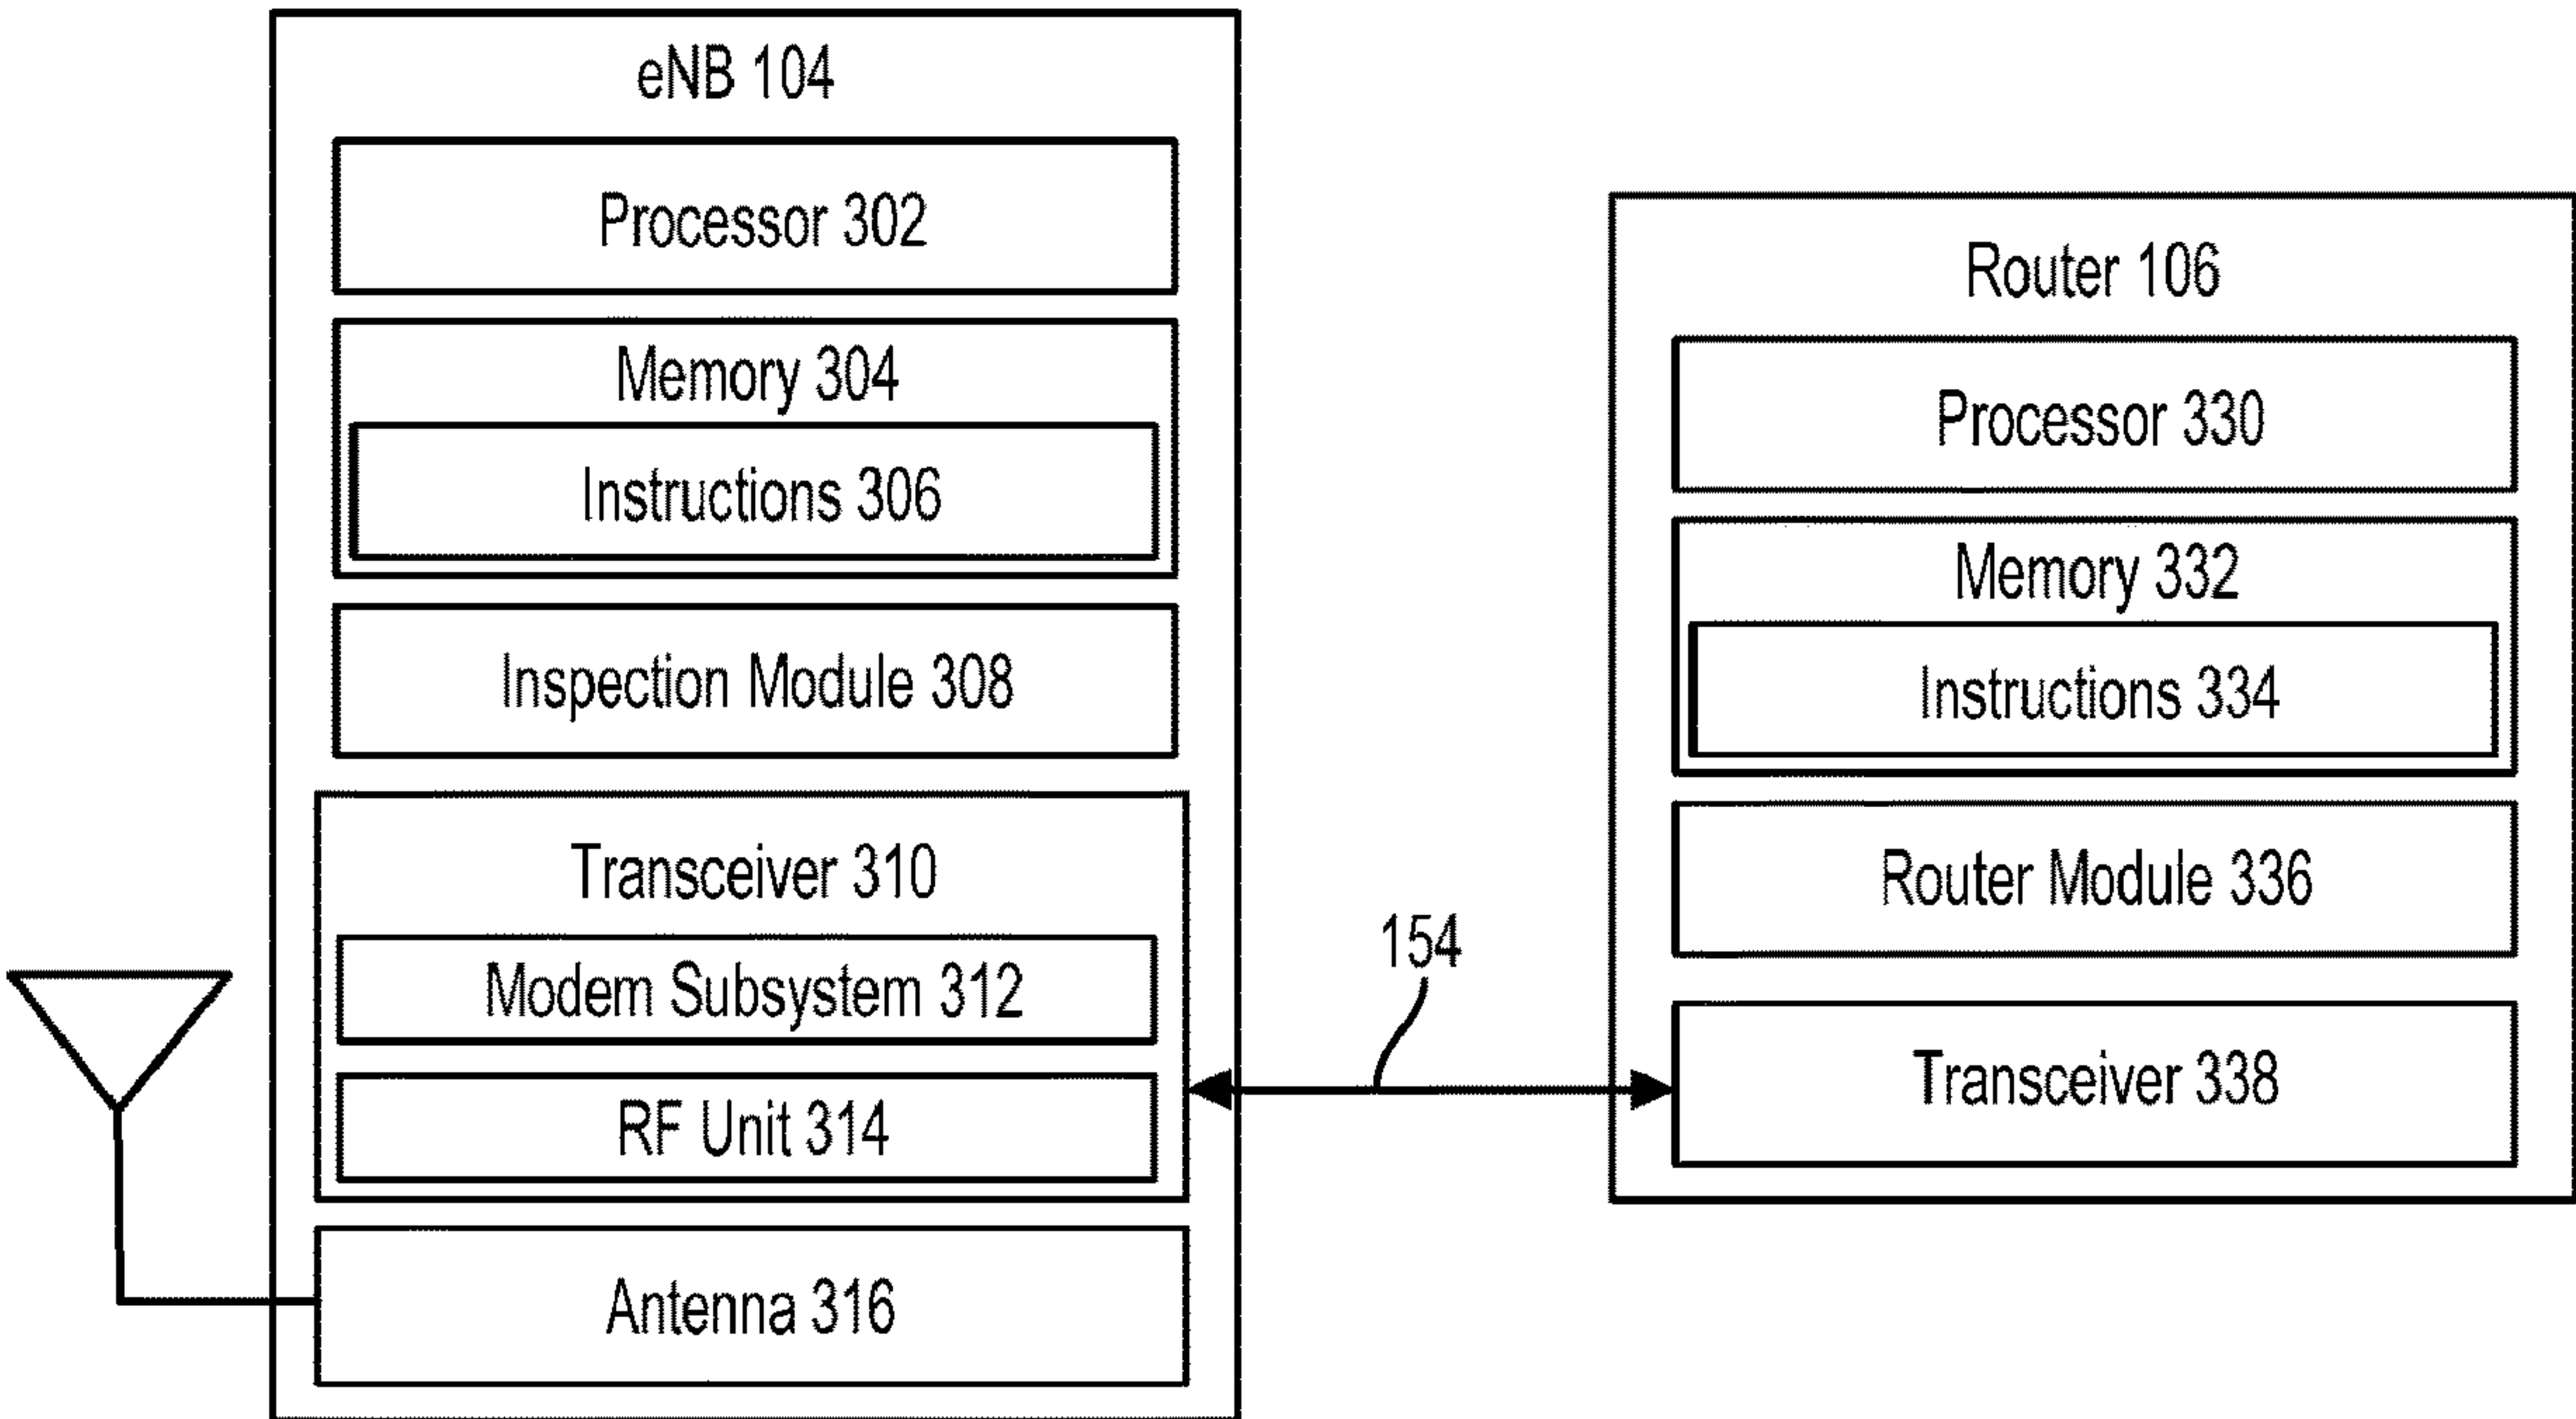 eNB 104
Processor 302
Memory 304
Instructions 306
Inspection Module 308
Transceiver 310
Modem Subsystem 312
RF Unit 314
Antenna 316
154
Router 106
Processor 330
Memory 332
Instructions 334
Router Module 336
Transceiver 338